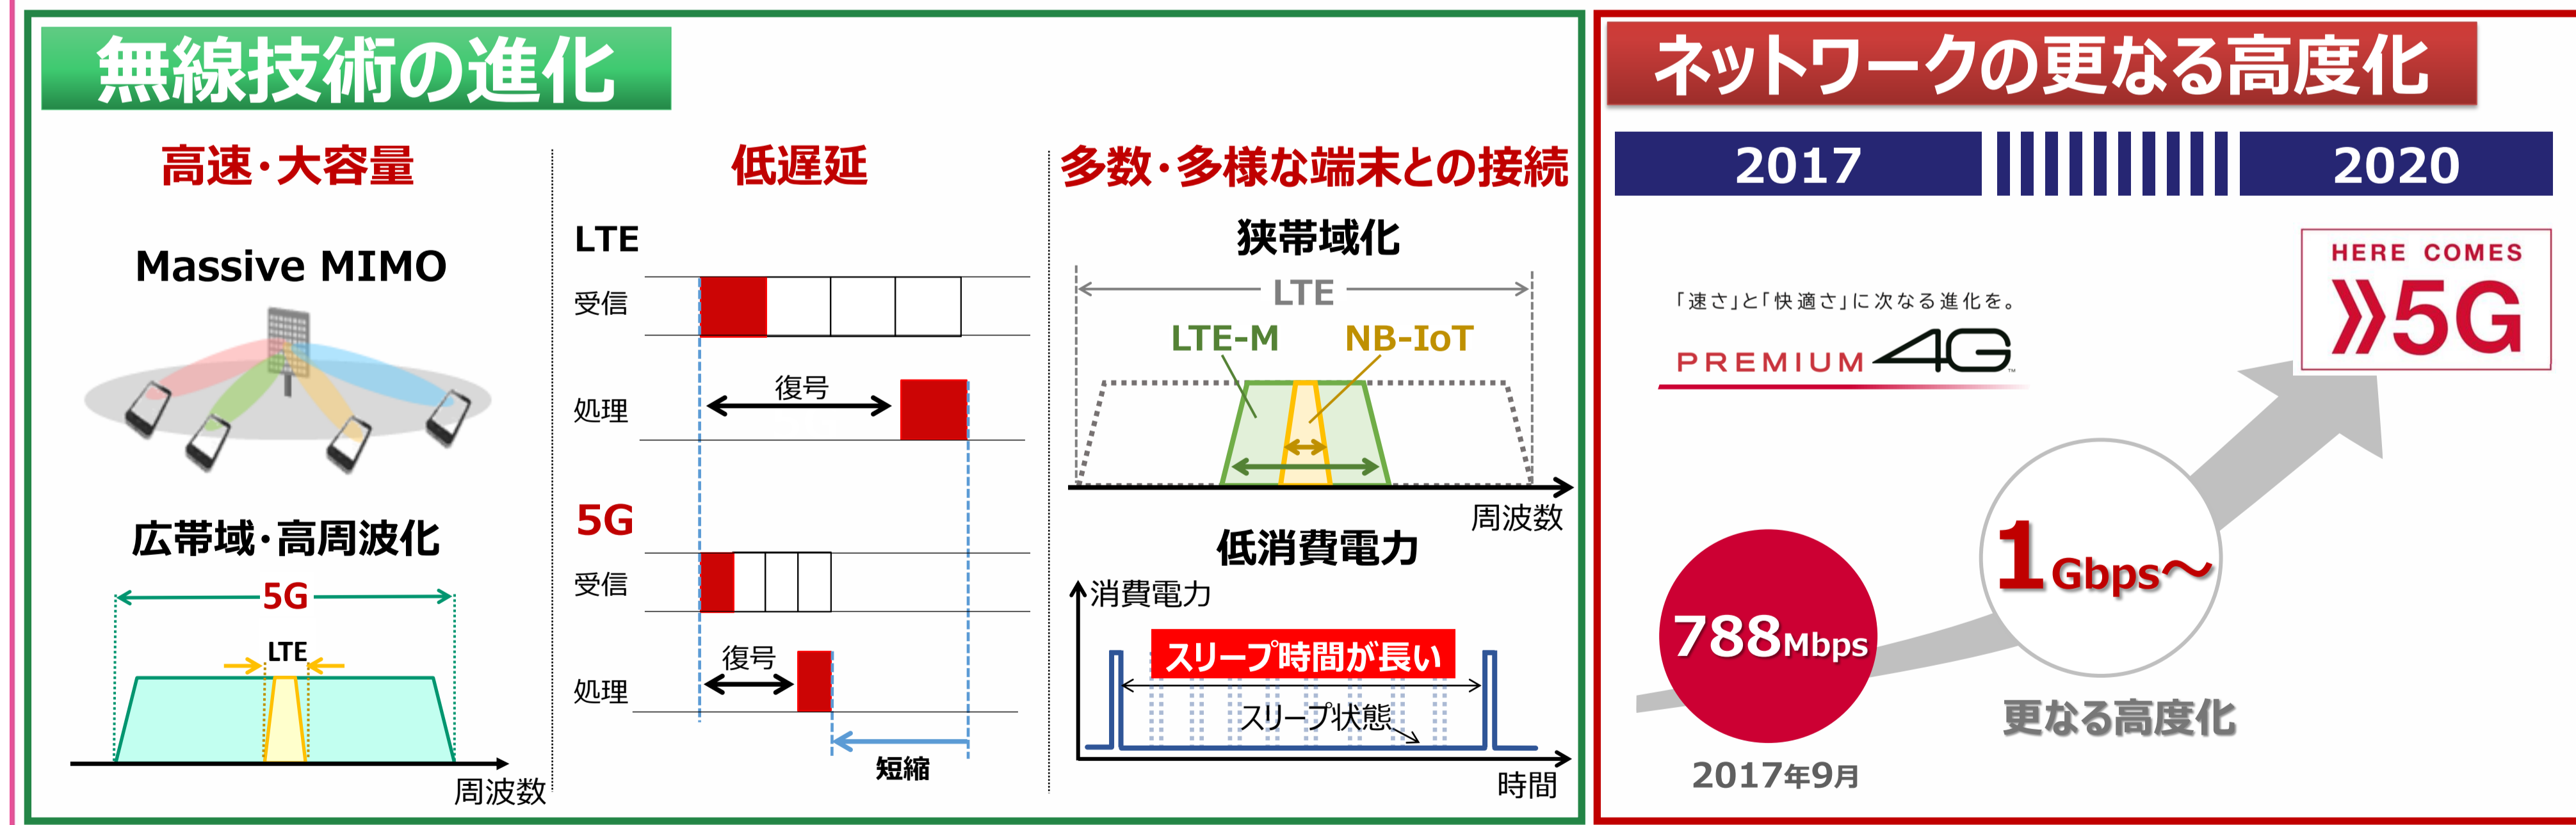 無線技術の進化
高速・大容量
Massive MIMO
広帯域・高周波化
5G
LTE
周波数
低遅延
LTE
受信
処理
復号
5G
受信
復号
処理
短縮
多数・多様な端末との接続
狭帯域化
LTE
LTE-M
NB-IoT
周波数
低消費電力
消費電力
スリープ時間が長い
スリープ状態
時間
ネットワークの更なる高度化
2017
2020
HERE COMES
5G
「速さ」と「快適さ」に次なる進化を。
PREMIUM 4G™
1Gbps～
更なる高度化
788Mbps
2017年9月